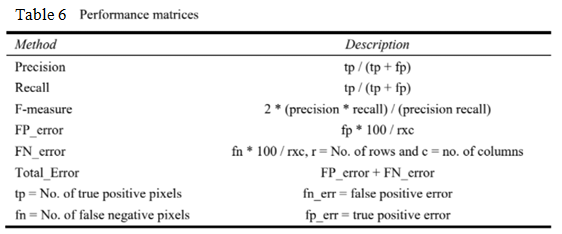 Table 6 Performance matrices
Method Description
Precision tp / (tp + fp)
Recall tp / (tp + fp)
F-measure 2 * (precision * recall) / (precision recall)
FP_error fp * 100 / rxc
FN_error fn * 100 / rxc, r = No. of rows and c = no. of columns
Total_Error FP_error + FN_error
tp = No. of true positive pixels fn_err = false positive error
fn = No. of false negative pixels fp_err = true positive error